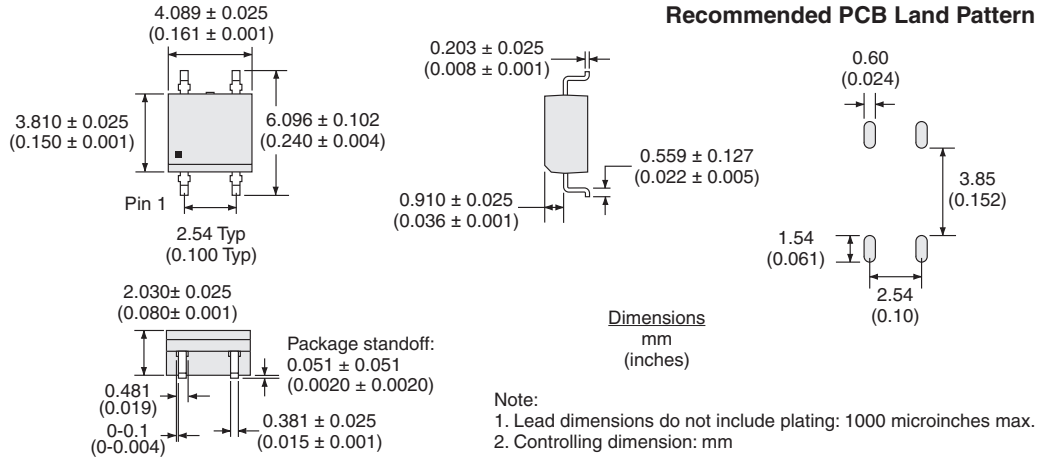 Recommended PCB Land Pattern
4.089 ± 0.025
(0.161 ± 0.001)
3.810 ± 0.025
(0.150 ± 0.001)
6.096 ± 0.102
(0.240 ± 0.004)
Pin 1
2.54 Typ
(0.100 Typ)
0.203 ± 0.025
(0.008 ± 0.001)
0.559 ± 0.127
(0.022 ± 0.005)
0.910 ± 0.025
(0.036 ± 0.001)
0.60
(0.024)
3.85
(0.152)
1.54
(0.061)
2.54
(0.10)
2.030± 0.025
(0.080± 0.001)
Package standoff:
0.051 ± 0.051
(0.0020 ± 0.0020)
0.481
(0.019)
0-0.1
(0-0.004)
0.381 ± 0.025
(0.015 ± 0.001)
Dimensions
mm
(inches)
Note:
1. Lead dimensions do not include plating: 1000 microinches max.
2. Controlling dimension: mm